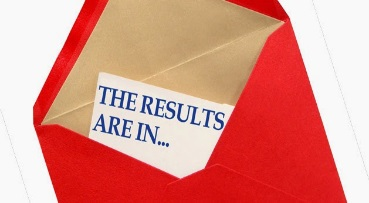 THE RESULTS
ARE IN...